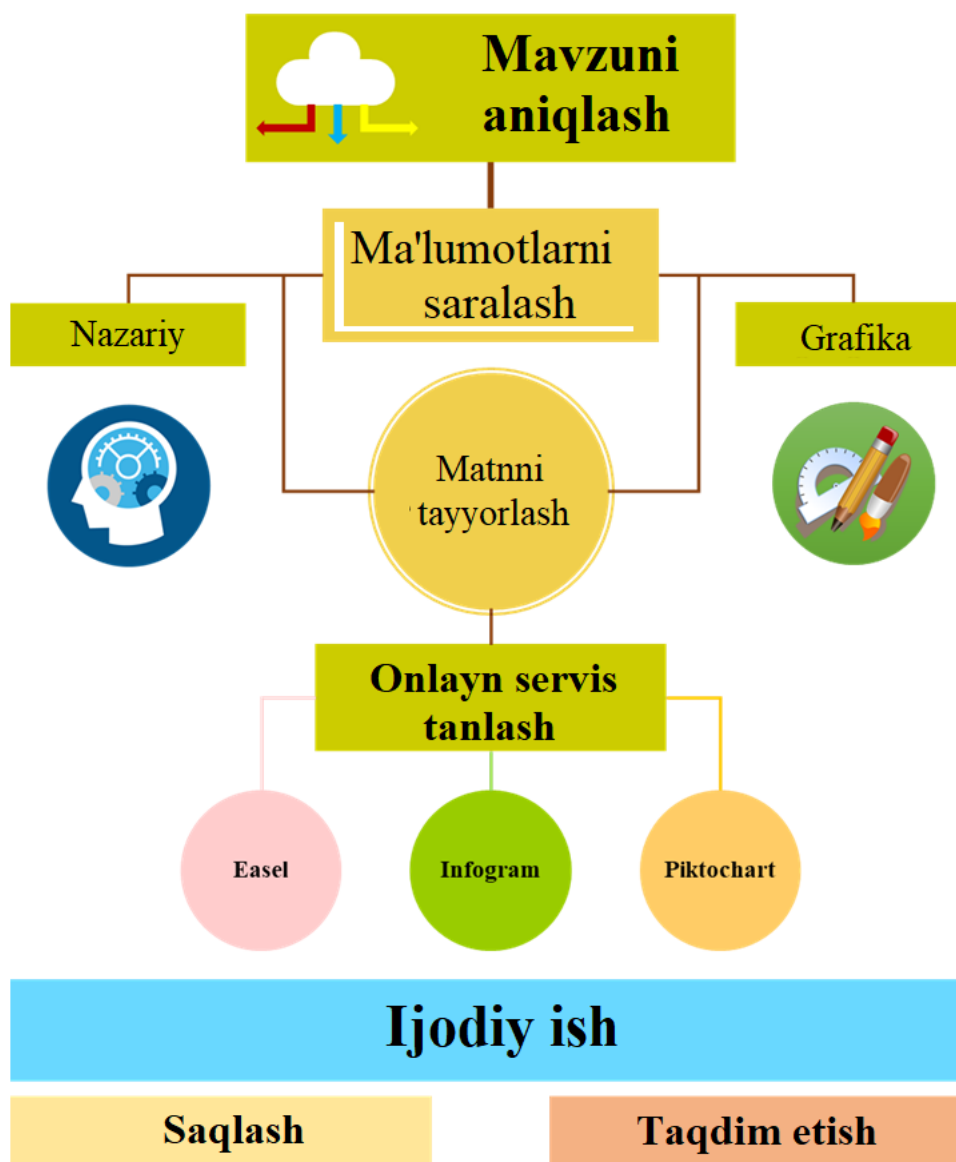 Mavzuni
aniqlash
Ma'lumotlarni
saralash
Nazariy
Grafika
Matnni
tayyorlash
Onlayn servis
tanlash
Easel
Infogram
Piktochart
Ijodiy ish
Saqlash
Taqdim etish